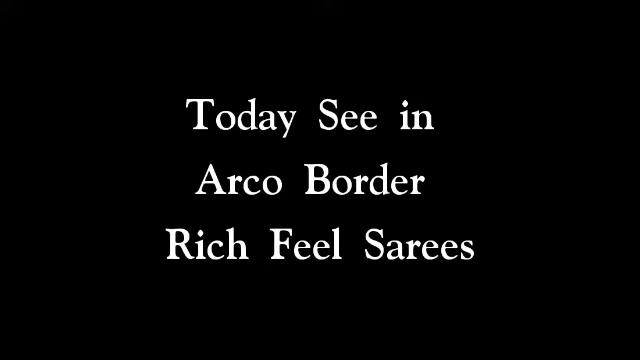 Today See in
Arco Border
Rich Feel Sarees